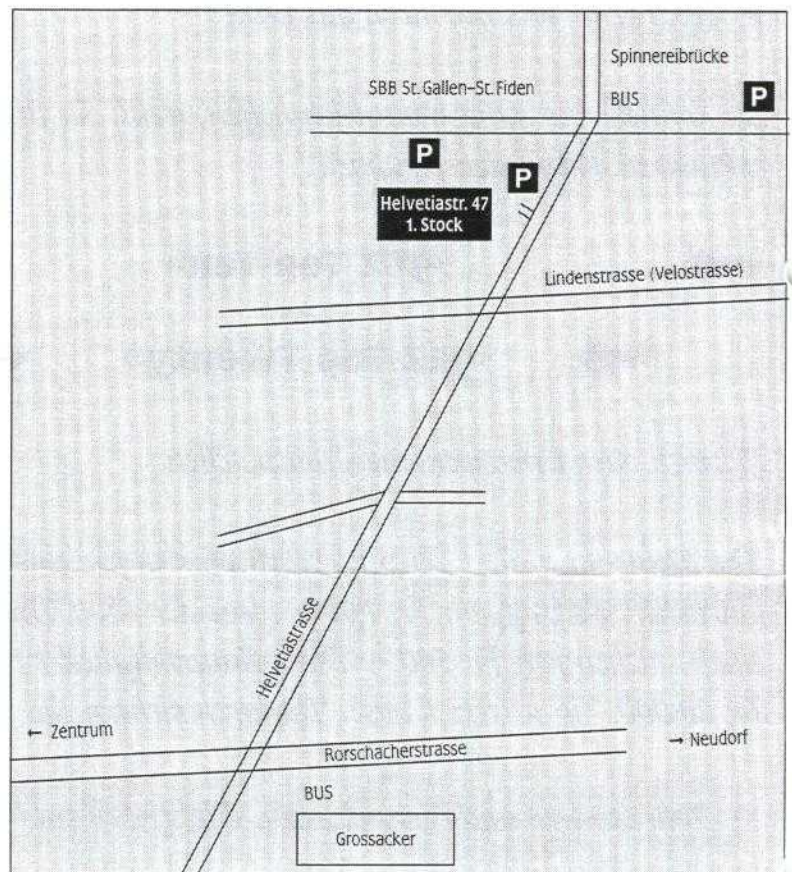 Spinnereibrücke
SBB St. Gallen–St. Fiden
BUS
P
P
P
Helvetiastr. 47
1. Stock
Lindenstrasse (Velostrasse)
Helvetiastrasse
← Zentrum
Rorschacherstrasse
→ Neudorf
BUS
Grossacker